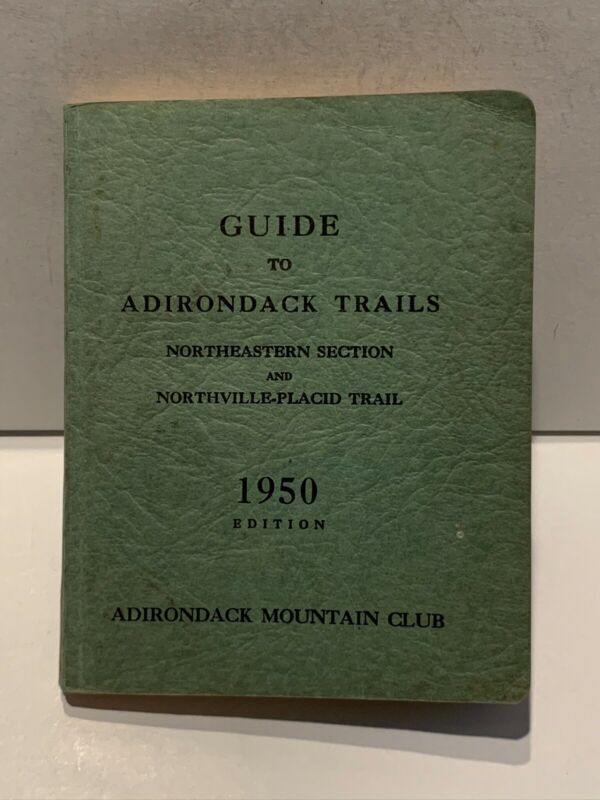 GUIDE
TO
ADIRONDACK TRAILS
NORTHEASTERN SECTION
AND
NORTHVILLE-PLACID TRAIL
1950
EDITION
ADIRONDACK MOUNTAIN CLUB